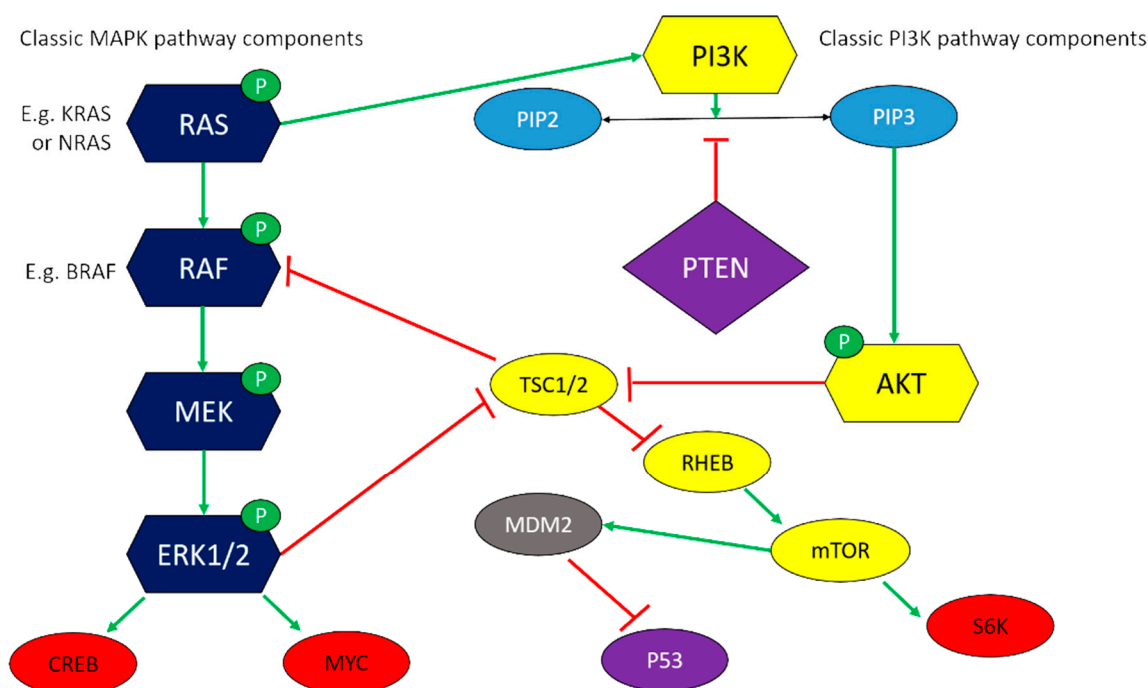 Classic MAPK pathway components
Classic PI3K pathway components
PI3K
P
E.g. KRAS
or NRAS
RAS
PIP2
PIP3
P
E.g. BRAF
RAF
PTEN
P
TSC1/2
AKT
P
MEK
RHEB
P
MDM2
mTOR
ERK1/2
S6K
CREB
MYC
P53